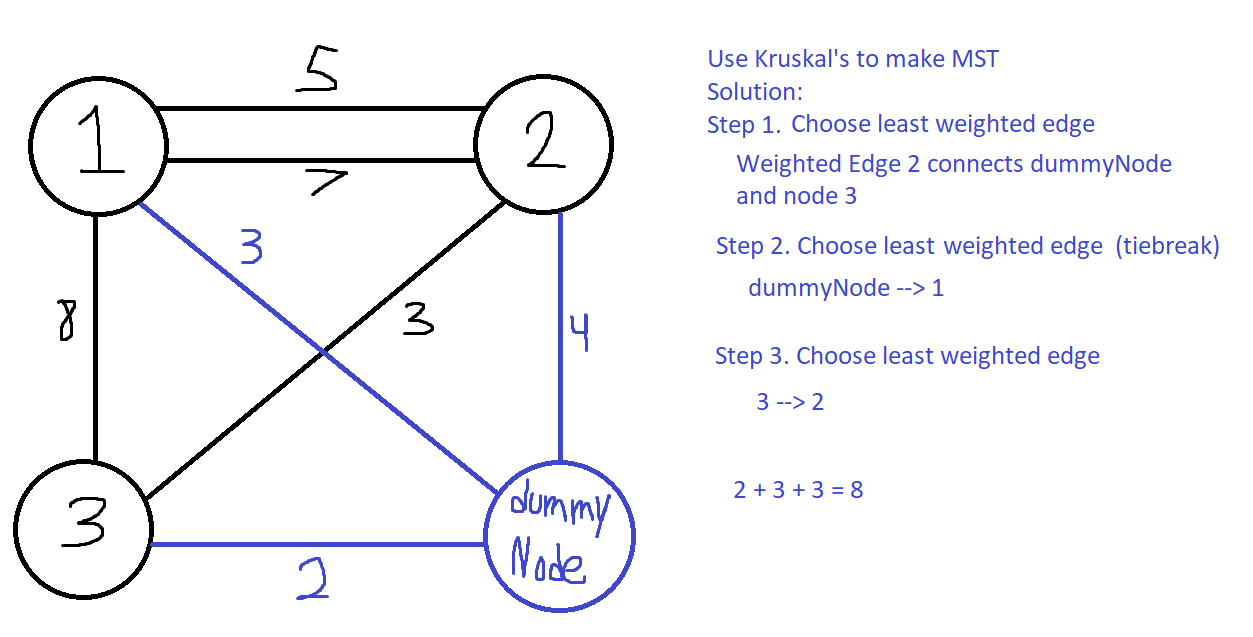 5
1
2
7
3
8
3
4
3
dummy
Node
2
Use Kruskal's to make MST
Solution:
Step 1. Choose least weighted edge
Weighted Edge 2 connects dummyNode
and node 3
Step 2. Choose least weighted edge (tiebreak)
dummyNode --> 1
Step 3. Choose least weighted edge
3 --> 2
2 + 3 + 3 = 8